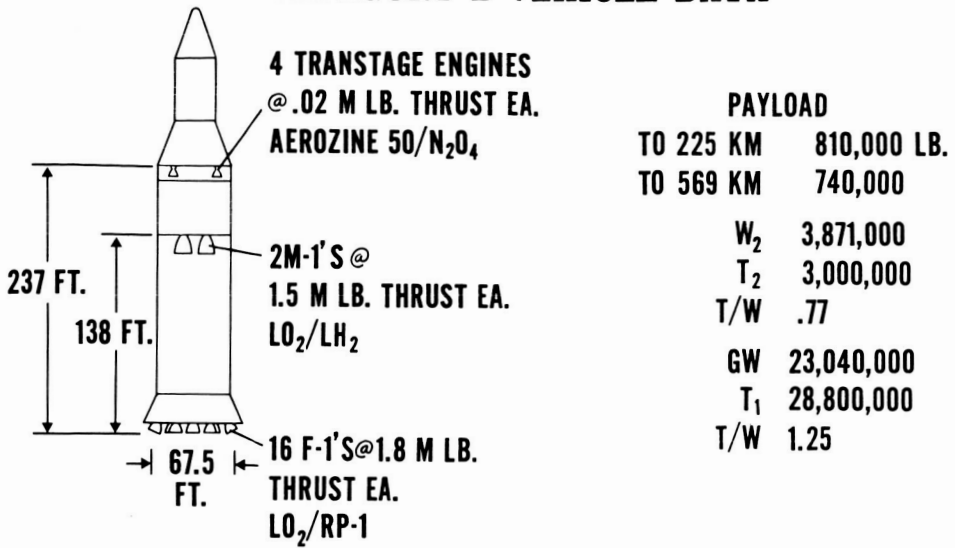 4 TRANSTAGE ENGINES
@ .02 M LB. THRUST EA.
AEROZINE 50/N₂O₄
237 FT.
138 FT.
2M-1'S @
1.5 M LB. THRUST EA.
LO₂/LH₂
67.5
FT.
16 F-1'S@1.8 M LB.
THRUST EA.
LO₂/RP-1
PAYLOAD
TO 225 KM 810,000 LB.
TO 569 KM 740,000
W₂ 3,871,000
T₂ 3,000,000
T/W .77
GW 23,040,000
T₁ 28,800,000
T/W 1.25